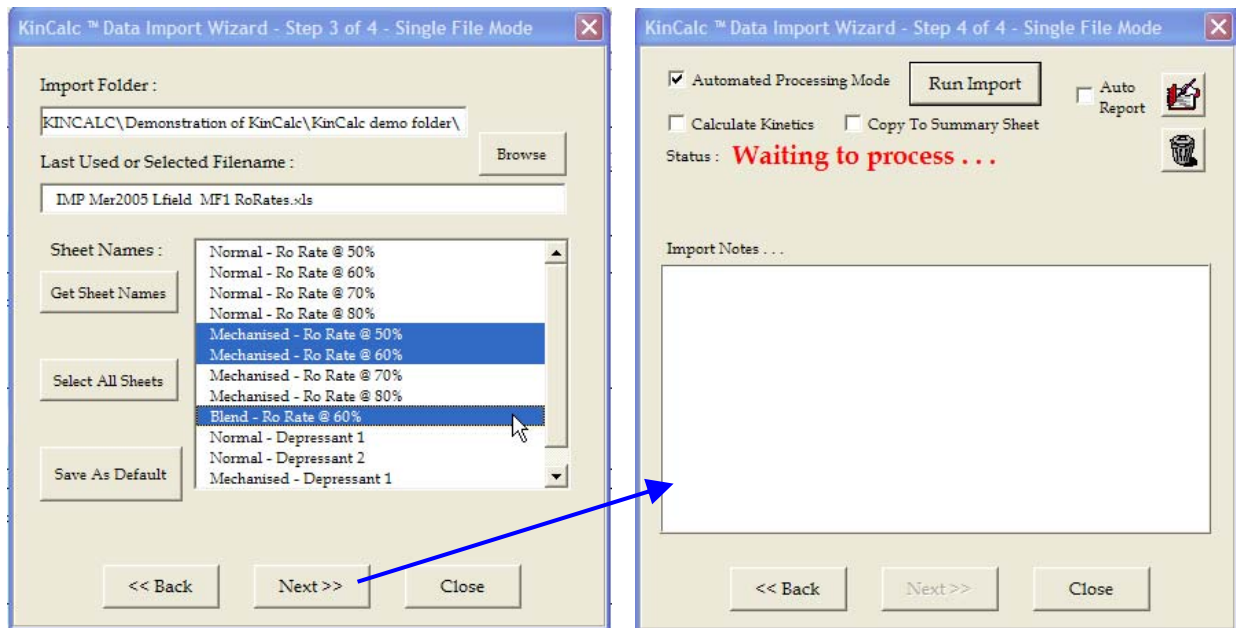 KinCalc ™ Data Import Wizard - Step 3 of 4 - Single File Mode
Import Folder :
KINCALC\Demonstration of KinCalc\KinCalc demo folder\
Last Used or Selected Filename :
Browse
IMP Mer2005 Lfield MF1 RoRates.xls
Sheet Names :
Get Sheet Names
Select All Sheets
Save As Default
Normal - Ro Rate @ 50%
Normal - Ro Rate @ 60%
Normal - Ro Rate @ 70%
Normal - Ro Rate @ 80%
Mechanised - Ro Rate @ 50%
Mechanised - Ro Rate @ 60%
Mechanised - Ro Rate @ 70%
Mechanised - Ro Rate @ 80%
Blend - Ro Rate @ 60%
Normal - Depressant 1
Normal - Depressant 2
Mechanised - Depressant 1
<< Back
Next >>
Close
KinCalc ™ Data Import Wizard - Step 4 of 4 - Single File Mode
Automated Processing Mode
Run Import
Auto
Report
Calculate Kinetics
Copy To Summary Sheet
Status : Waiting to process . . .
Import Notes . . .
<< Back
Next >>
Close